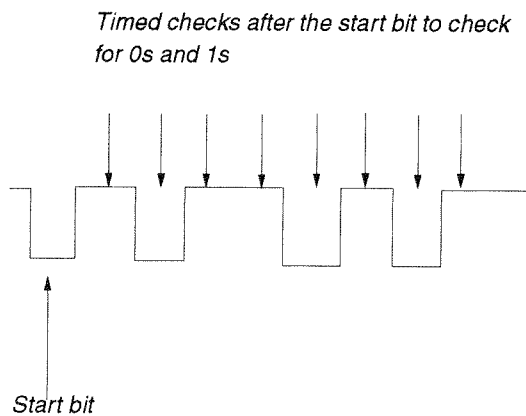 Timed checks after the start bit to check
for 0s and 1s
Start bit